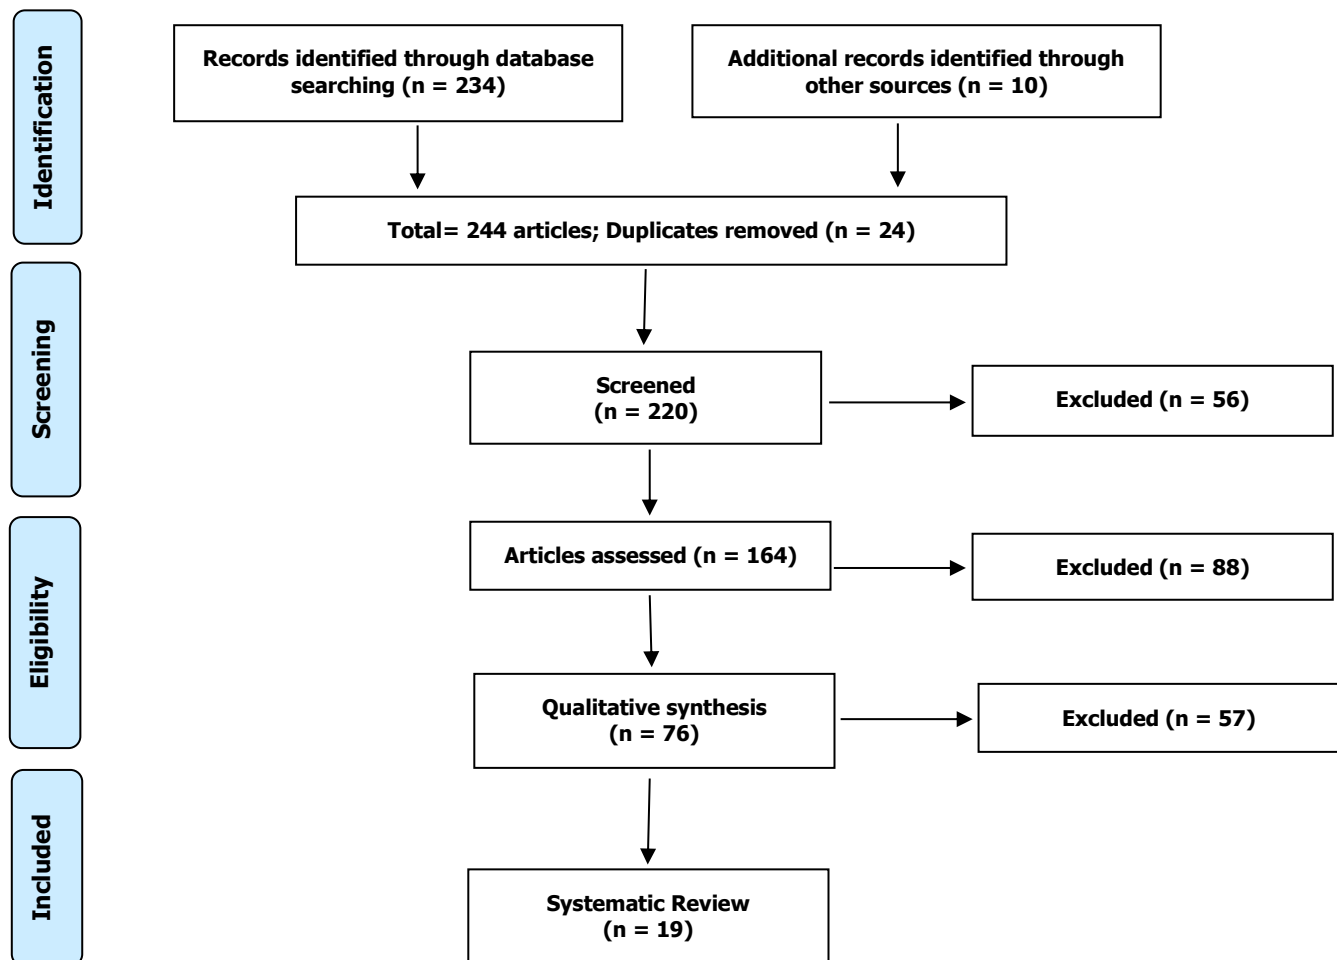 Identification
Records identified through database
searching (n = 234)
Additional records identified through
other sources (n = 10)
Total= 244 articles; Duplicates removed (n = 24)
Screening
Screened
(n = 220)
Excluded (n = 56)
Eligibility
Articles assessed (n = 164)
Excluded (n = 88)
Qualitative synthesis
(n = 76)
Excluded (n = 57)
Included
Systematic Review
(n = 19)